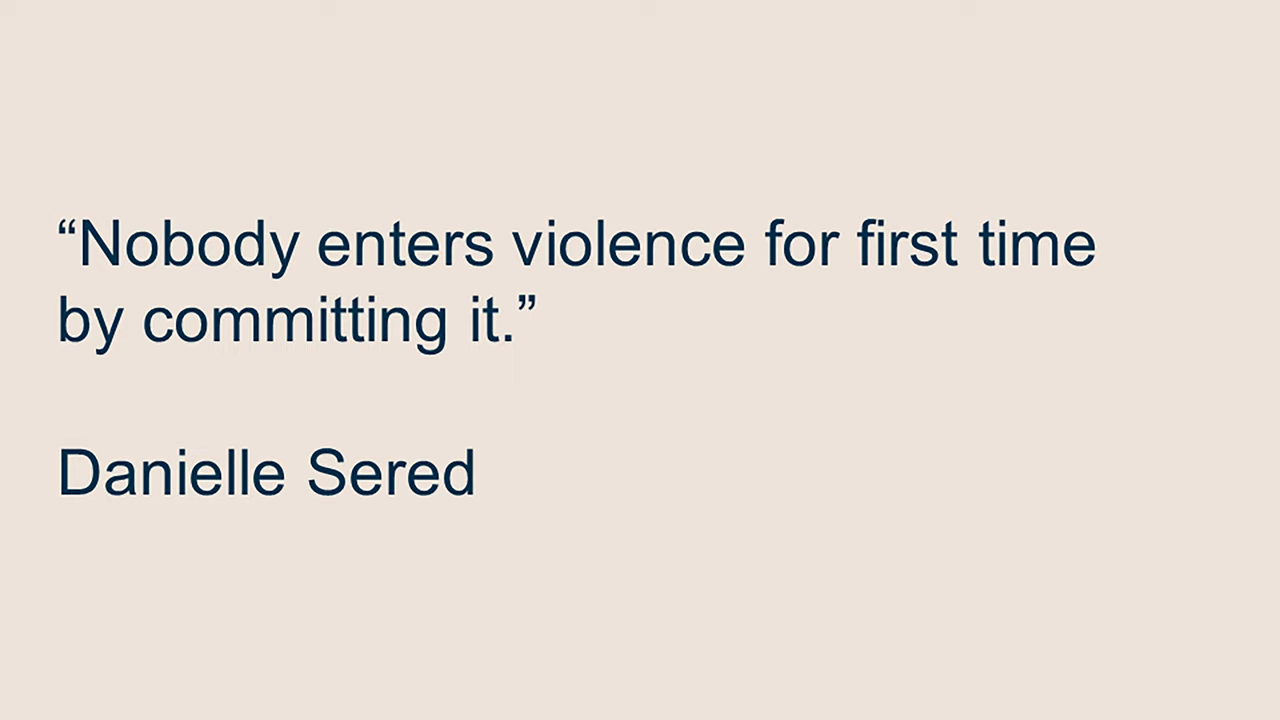 “Nobody enters violence for first time
by committing it.”
Danielle Sered